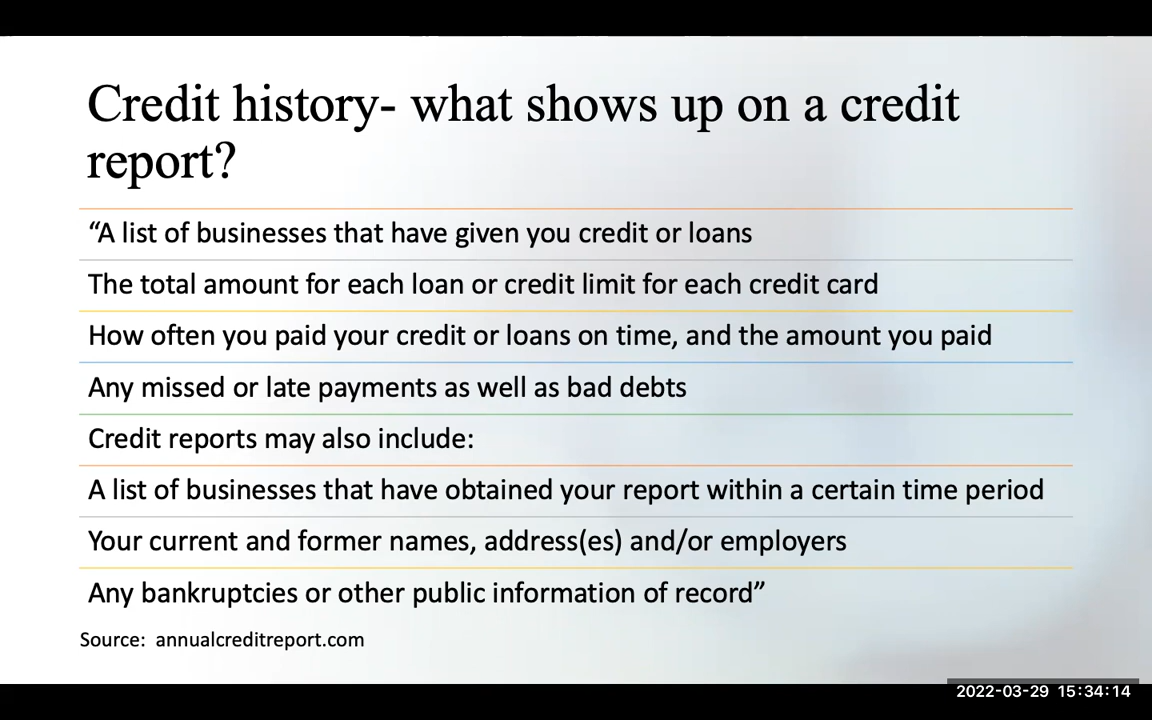 Credit history- what shows up on a credit
report?
“A list of businesses that have given you credit or loans
The total amount for each loan or credit limit for each credit card
How often you paid your credit or loans on time, and the amount you paid
Any missed or late payments as well as bad debts
Credit reports may also include:
A list of businesses that have obtained your report within a certain time period
Your current and former names, address(es) and/or employers
Any bankruptcies or other public information of record”
Source:  annualcreditreport.com
2022-03-29 15:34:14